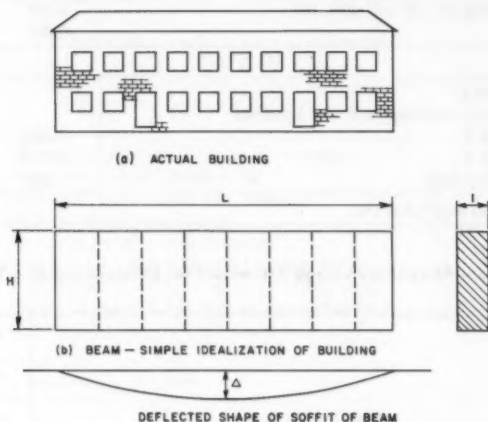 (a) ACTUAL BUILDING
L
I
H
(b) BEAM — SIMPLE IDEALIZATION OF BUILDING
Δ
DEFLECTED SHAPE OF SOFFIT OF BEAM